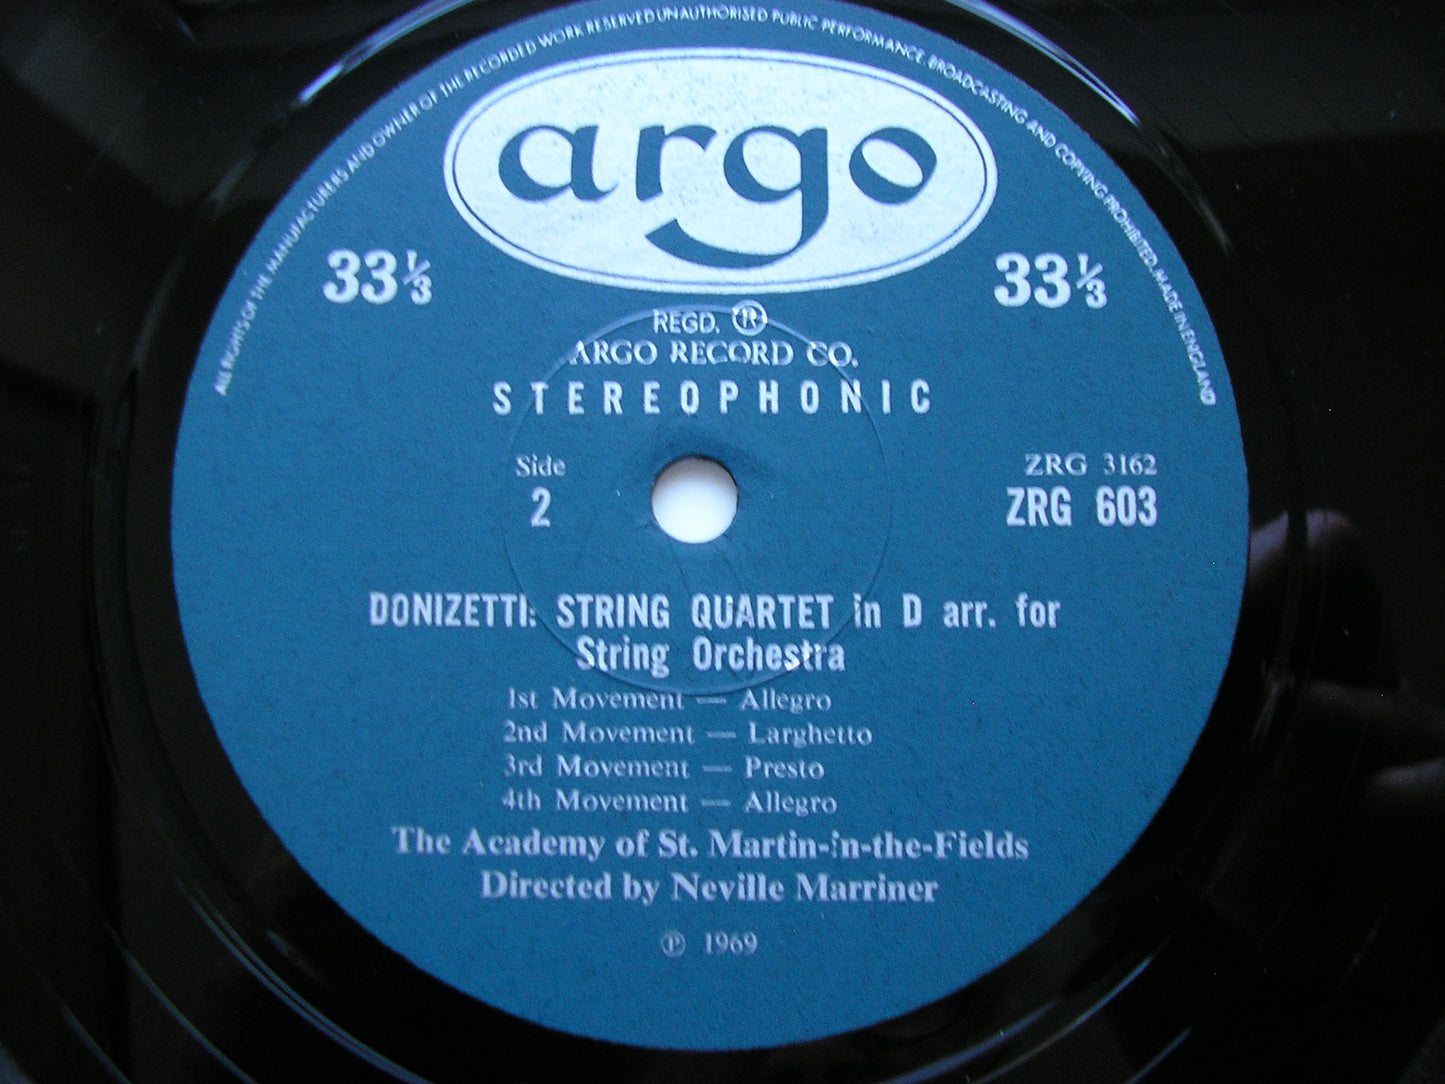 ALL RIGHTS OF THE MANUFACTURERS AND OWNER OF THE RECORDED WORK RESERVED UNAUTHORISED PUBLIC PERFORMANCE, BROADCASTING AND COPYING PROHIBITED. MADE IN ENGLAND
argo
33⅓ 33⅓
REGD. ®
ARGO RECORD CO.
STEREOPHONIC
Side ZRG 3162
2 ZRG 603
DONIZETTI: STRING QUARTET in D arr. for
String Orchestra
1st Movement — Allegro
2nd Movement — Larghetto
3rd Movement — Presto
4th Movement — Allegro
The Academy of St. Martin-in-the-Fields
Directed by Neville Marriner
℗ 1969